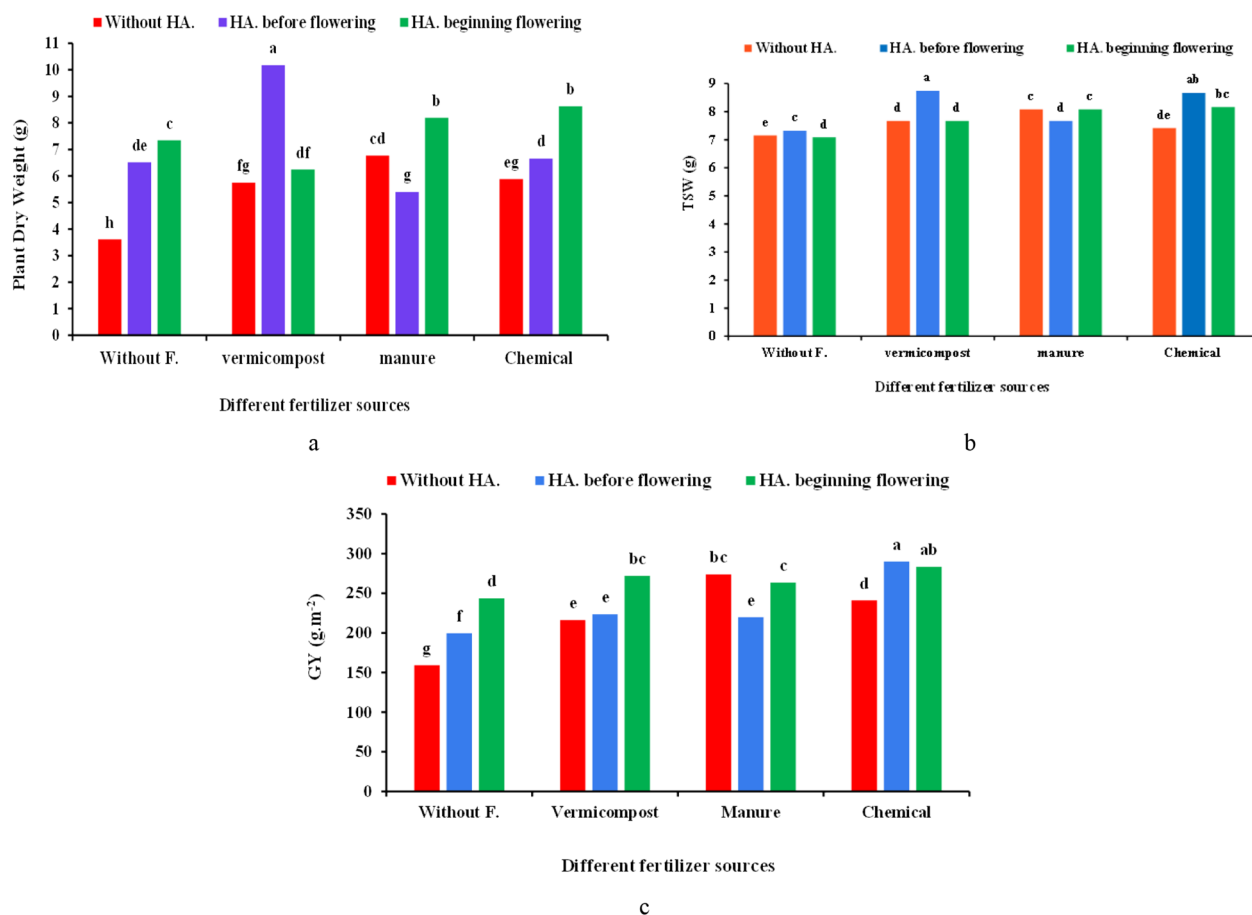 Without HA. HA. before flowering HA. beginning flowering
Plant Dry Weight (g)
11
10
9
8
7
6
5
4
3
2
1
0
h de c fg a df cd g b eg d b
Without F. vermicompost manure Chemical
Different fertilizer sources
a
Without HA. HA. before flowering HA. beginning flowering
TSW (g)
9
8
7
6
5
4
3
2
1
0
e c d d a d c d c de ab bc
Without F. vermicompost manure Chemical
Different fertilizer sources
b
Without HA. HA. before flowering HA. beginning flowering
GY (g.m⁻²)
350
300
250
200
150
100
50
0
g f d e e bc bc e c d a ab
Without F. Vermicompost Manure Chemical
Different fertilizer sources
c